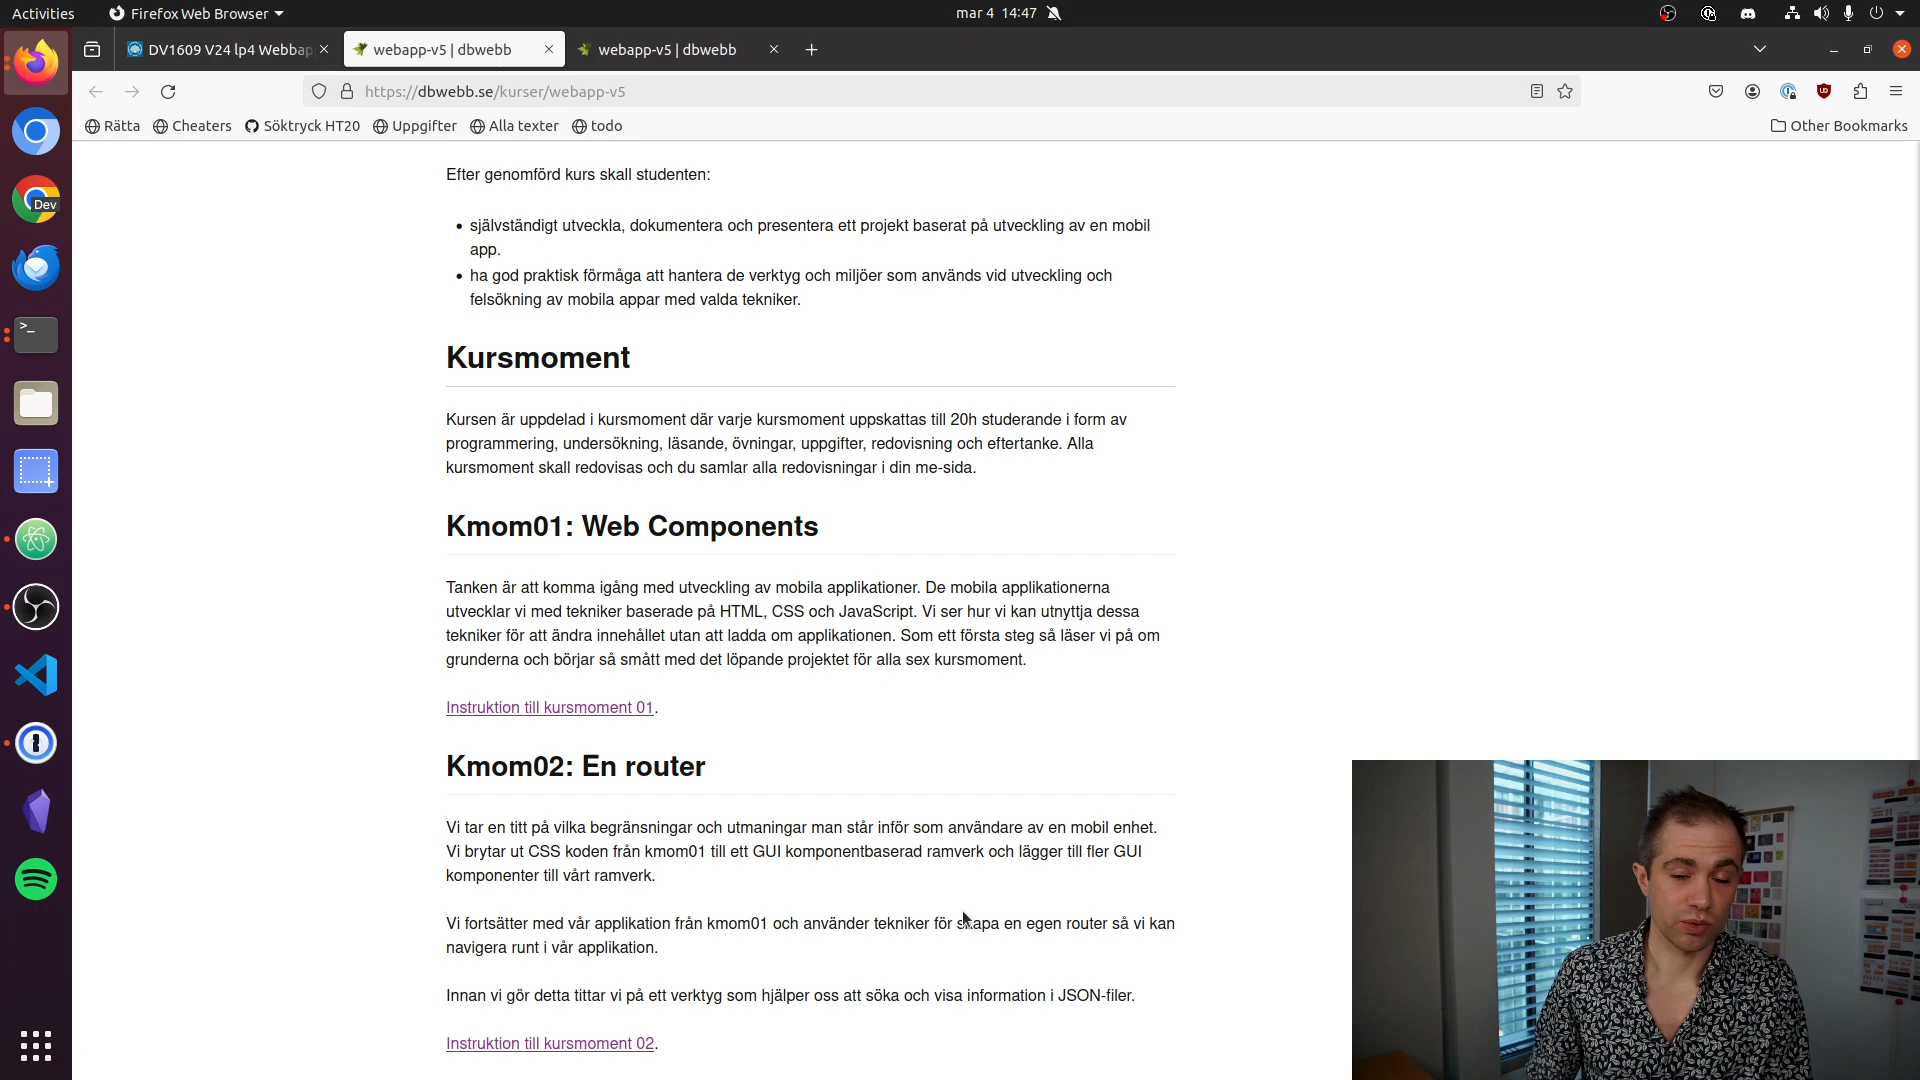 Activities
Firefox Web Browser
mar 4 14:47
DV1609 V24 lp4 Webbap
webapp-v5 | dbwebb
webapp-v5 | dbwebb
https://dbwebb.se/kurser/webapp-v5
Rätta
Cheaters
Söktryck HT20
Uppgifter
Alla texter
todo
Other Bookmarks
Dev
Efter genomförd kurs skall studenten:
• självständigt utveckla, dokumentera och presentera ett projekt baserat på utveckling av en mobil
app.
• ha god praktisk förmåga att hantera de verktyg och miljöer som används vid utveckling och
felsökning av mobila appar med valda tekniker.
Kursmoment
Kursen är uppdelad i kursmoment där varje kursmoment uppskattas till 20h studerande i form av
programmering, undersökning, läsande, övningar, uppgifter, redovisning och eftertanke. Alla
kursmoment skall redovisas och du samlar alla redovisningar i din me-sida.
Kmom01: Web Components
Tanken är att komma igång med utveckling av mobila applikationer. De mobila applikationerna
utvecklar vi med tekniker baserade på HTML, CSS och JavaScript. Vi ser hur vi kan utnyttja dessa
tekniker för att ändra innehållet utan att ladda om applikationen. Som ett första steg så läser vi på om
grunderna och börjar så smått med det löpande projektet för alla sex kursmoment.
Instruktion till kursmoment 01.
Kmom02: En router
Vi tar en titt på vilka begränsningar och utmaningar man står inför som användare av en mobil enhet.
Vi brytar ut CSS koden från kmom01 till ett GUI komponentbaserad ramverk och lägger till fler GUI
komponenter till vårt ramverk.
Vi fortsätter med vår applikation från kmom01 och använder tekniker för skapa en egen router så vi kan
navigera runt i vår applikation.
Innan vi gör detta tittar vi på ett verktyg som hjälper oss att söka och visa information i JSON-filer.
Instruktion till kursmoment 02.